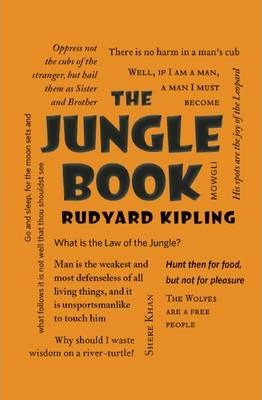 Oppress not
the cubs of the
stranger, but hail
them as Sister
and Brother
There is no harm in a man's cub
Well, if I am a man,
a man I must
become
THE
JUNGLE
BOOK
RUDYARD KIPLING
MOWGLI
His spots are the joy of the Leopard
Go and sleep, for the moon sets and
what follows it is not well that thou shouldst see
What is the Law of the Jungle?
Man is the weakest and
most defenseless of all
living things, and it
is unsportsmanlike
to touch him
Why should I waste
wisdom on a river-turtle?
Shere Khan
Hunt then for food,
but not for pleasure
The Wolves
are a free
people